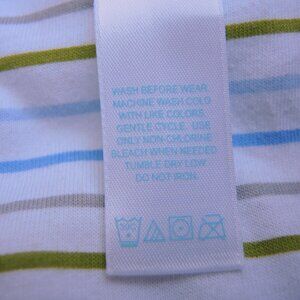 WASH BEFORE WEAR.
MACHINE WASH COLD
WITH LIKE COLORS,
GENTLE CYCLE. USE
ONLY NON-CHLORINE
BLEACH WHEN NEEDED.
TUMBLE DRY LOW.
DO NOT IRON.